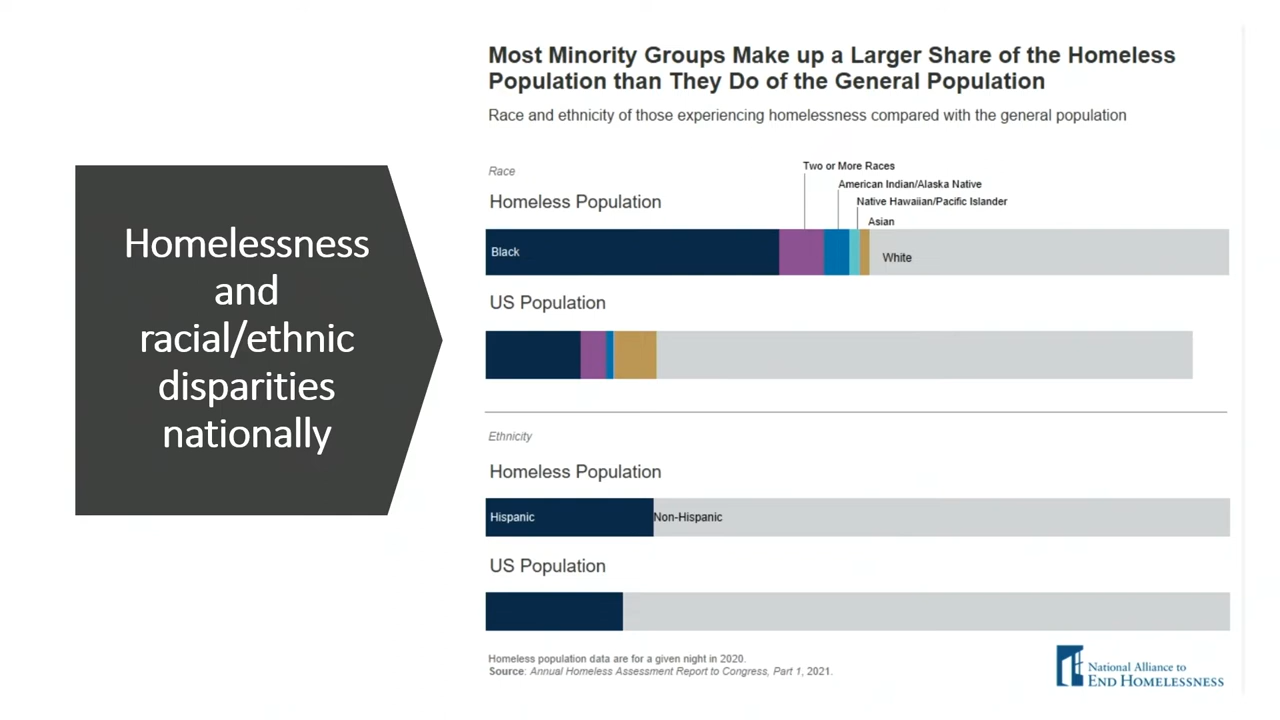 Homelessness
and
racial/ethnic
disparities
nationally
Most Minority Groups Make up a Larger Share of the Homeless
Population than They Do of the General Population
Race and ethnicity of those experiencing homelessness compared with the general population
Race
Two or More Races
American Indian/Alaska Native
Homeless Population
Native Hawaiian/Pacific Islander
Asian
Black
White
US Population
Ethnicity
Homeless Population
Hispanic
Non-Hispanic
US Population
Homeless population data are for a given night in 2020.
Source: Annual Homeless Assessment Report to Congress, Part 1, 2021.
National Alliance to
END HOMELESSNESS